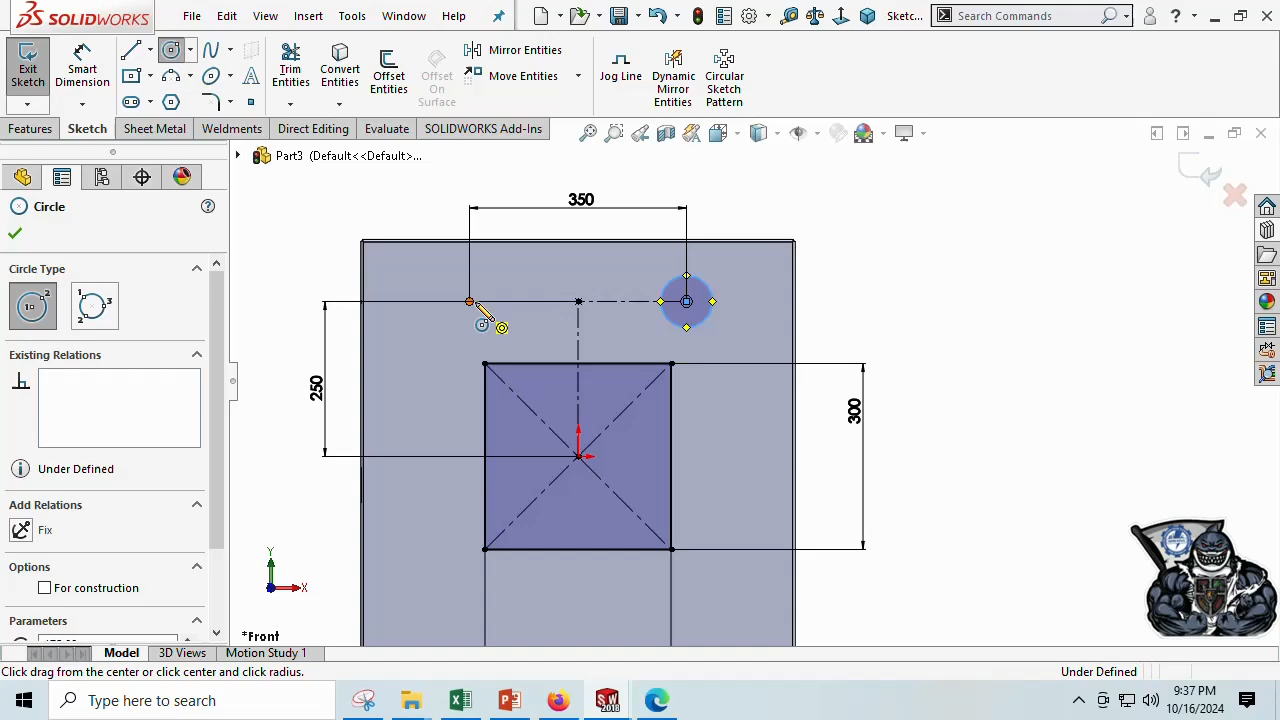 SOLIDWORKS
File Edit View Insert Tools Window Help
Sketc...
Search Commands
Exit Sketch
Smart Dimension
Trim Entities
Convert Entities
Offset Entities
Offset On Surface
Mirror Entities
Move Entities
Jog Line
Dynamic Mirror Entities
Circular Sketch Pattern
Features Sketch Sheet Metal Weldments Direct Editing Evaluate SOLIDWORKS Add-Ins
Part3 (Default<<Default>...
Circle
Circle Type
Existing Relations
Under Defined
Add Relations
Fix
Options
For construction
Parameters
350
250
300
Y
X
*Front
Model 3D Views Motion Study 1
Click drag from the center or click center and click radius.
Under Defined
Type here to search
SW
2018
9:37 PM
10/16/2024